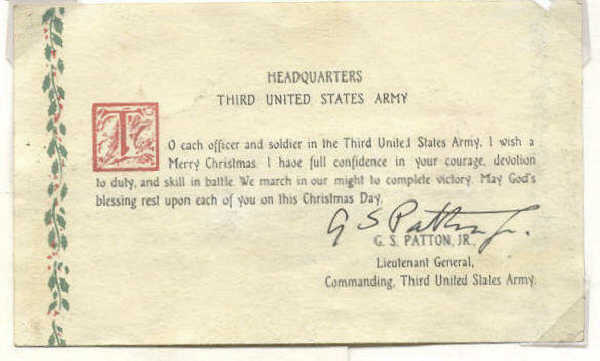 HEADQUARTERS
THIRD UNITED STATES ARMY
TO each officer and soldier in the Third United States Army, I wish a
Merry Christmas. I have full confidence in your courage, devotion
to duty, and skill in battle. We march in our might to complete victory. May God's
blessing rest upon each of you on this Christmas Day.
G S Patton Jr.
G. S. PATTON, JR.,
Lieutenant General,
Commanding, Third United States Army.